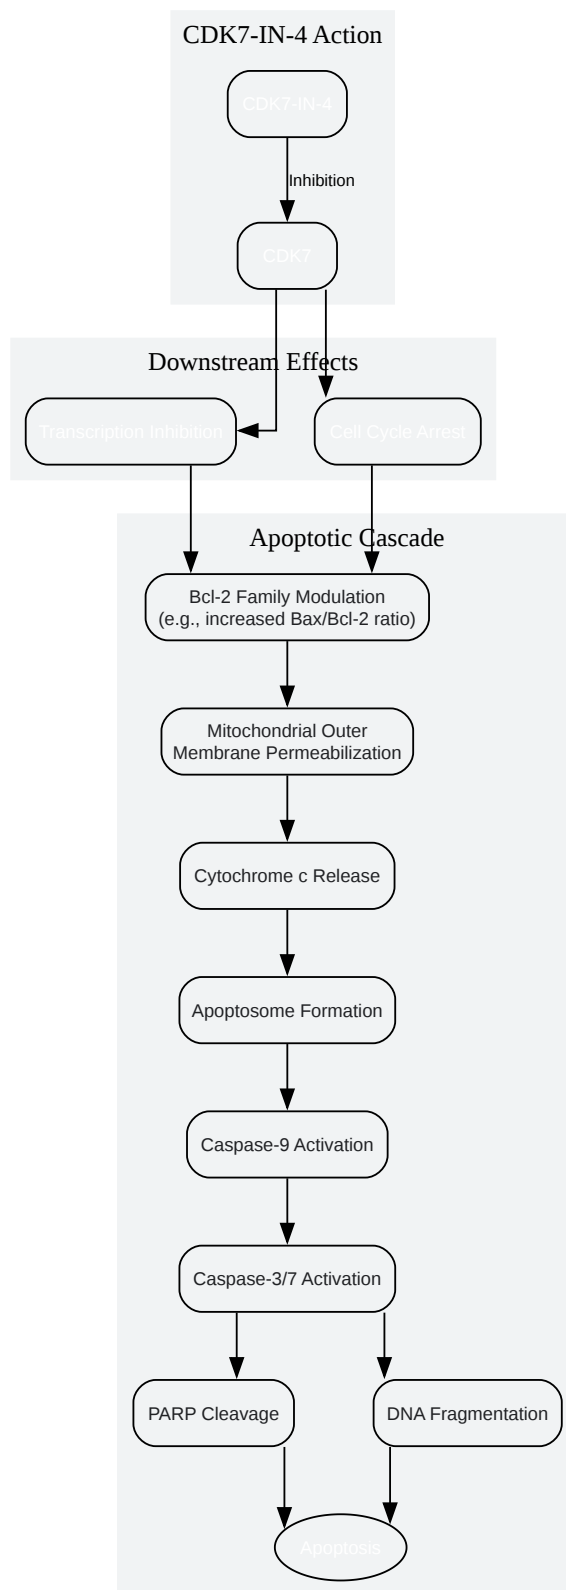 CDK7-IN-4 Action
CDK7-IN-4
Inhibition
CDK7
Downstream Effects
Transcription Inhibition
Cell Cycle Arrest
Apoptotic Cascade
Bcl-2 Family Modulation
(e.g., increased Bax/Bcl-2 ratio)
Mitochondrial Outer
Membrane Permeabilization
Cytochrome c Release
Apoptosome Formation
Caspase-9 Activation
Caspase-3/7 Activation
PARP Cleavage
DNA Fragmentation
Apoptosis